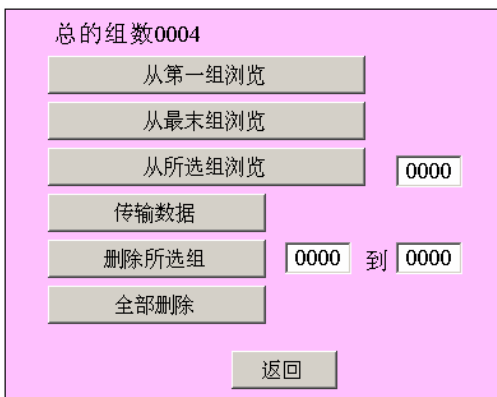 总的组数0004
从第一组浏览
从最末组浏览
从所选组浏览 0000
传输数据
删除所选组 0000 到 0000
全部删除
返回